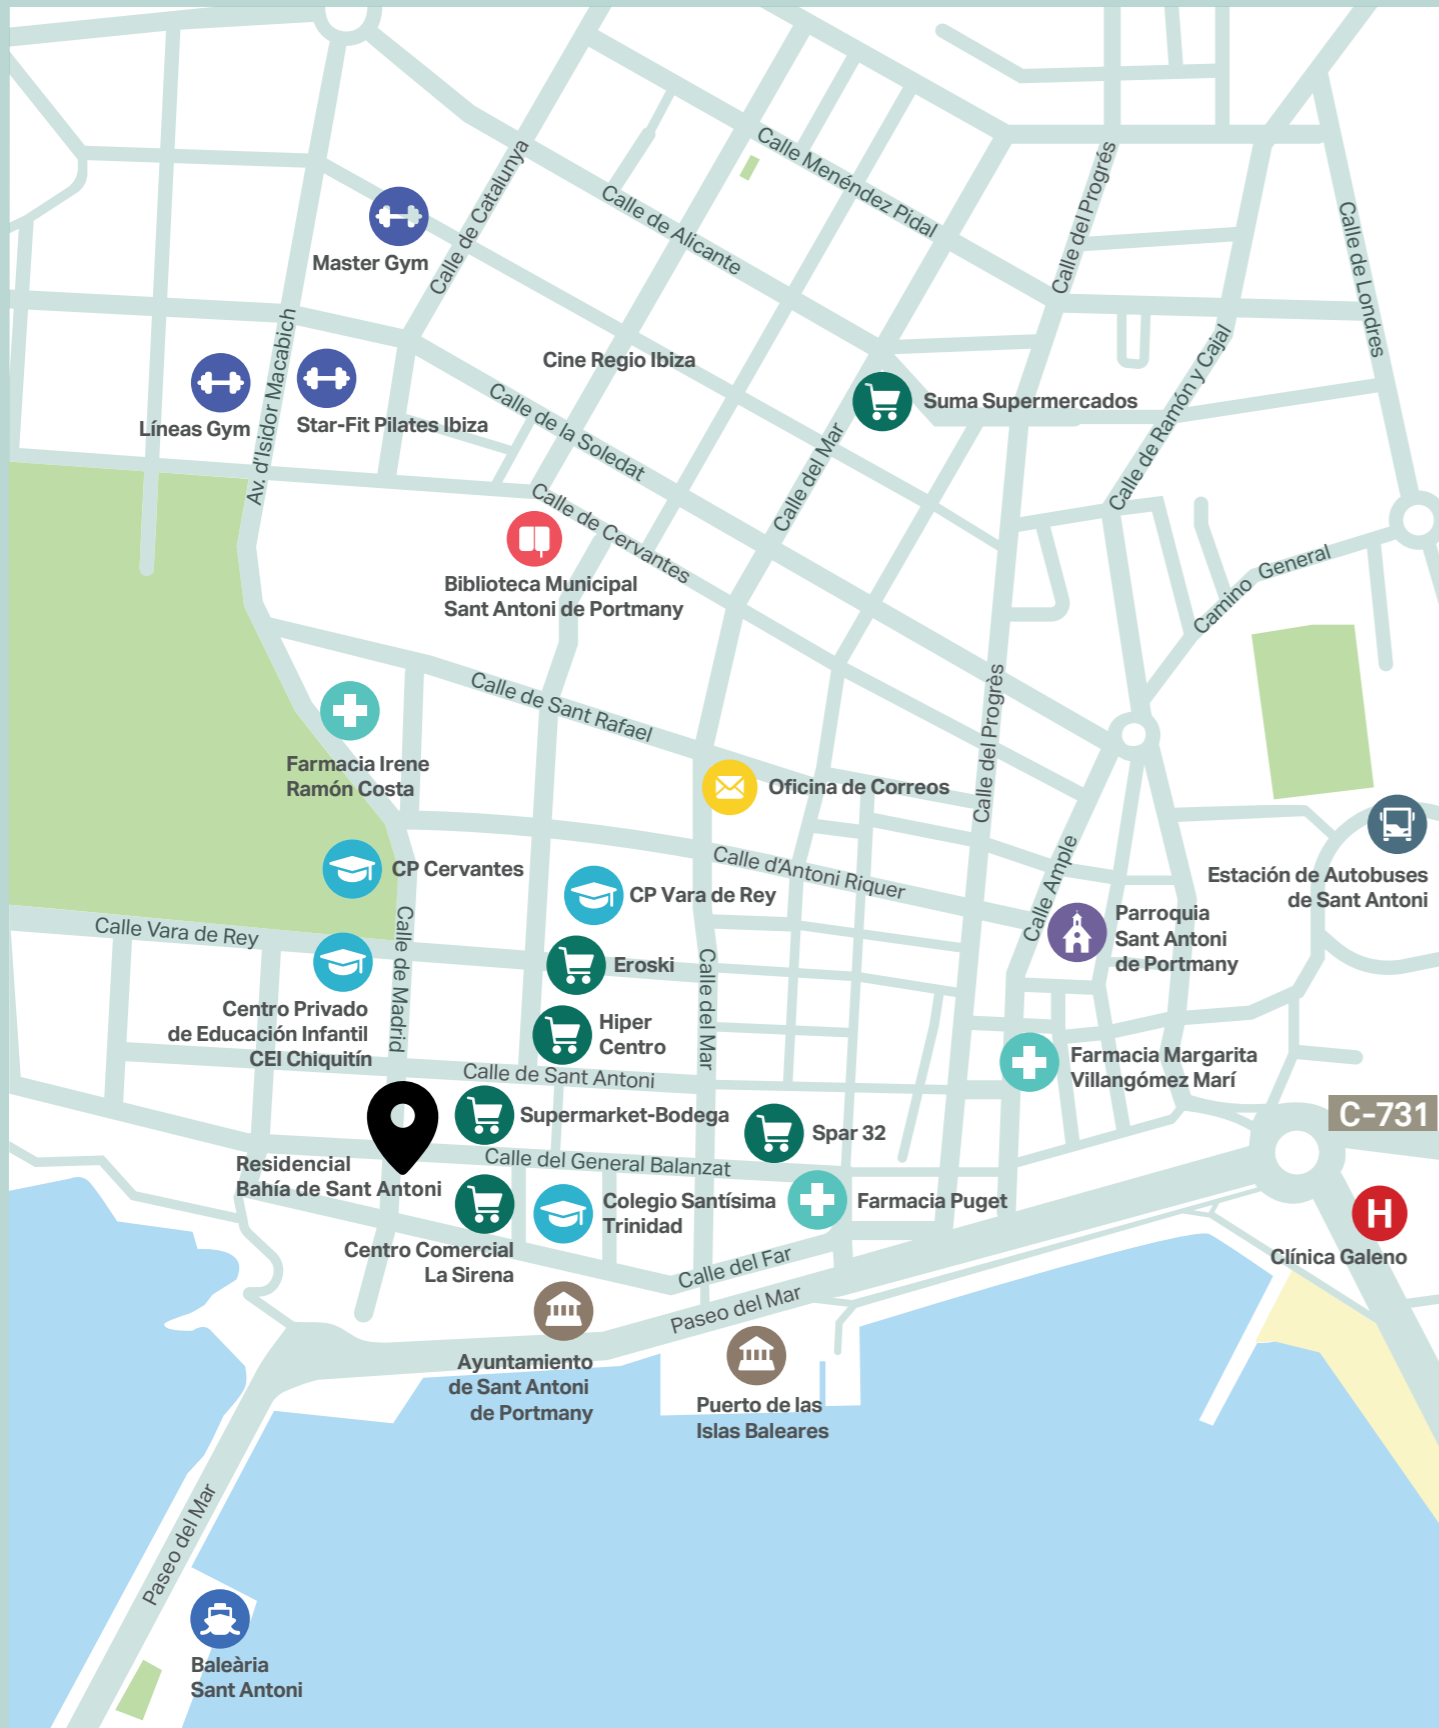 Calle Menéndez Pidal
Calle del Progrés
Calle de Catalunya
Calle de Alicante
Master Gym
Calle de Londres
Av. d'Isidor Macabich
Cine Regio Ibiza
Calle de Ramón y Cajal
Líneas Gym
Star-Fit Pilates Ibiza
Suma Supermercados
Calle de la Soledat
Calle del Mar
Calle de Cervantes
Camino General
Biblioteca Municipal
Sant Antoni de Portmany
Calle de Sant Rafael
Calle del Progrès
Farmacia Irene
Ramón Costa
Oficina de Correos
CP Cervantes
Calle d'Antoni Riquer
Calle Ample
Estación de Autobuses
de Sant Antoni
CP Vara de Rey
Calle Vara de Rey
Calle de Madrid
Parroquia
Sant Antoni
de Portmany
Eroski
Calle del Mar
Centro Privado
de Educación Infantil
CEI Chiquitín
Hiper
Centro
Farmacia Margarita
Villangómez Marí
Calle de Sant Antoni
Supermarket-Bodega
Spar 32
C-731
Calle del General Balanzat
Residencial
Bahía de Sant Antoni
Colegio Santísima
Trinidad
Farmacia Puget
H
Clínica Galeno
Centro Comercial
La Sirena
Calle del Far
Paseo del Mar
Ayuntamiento
de Sant Antoni
de Portmany
Puerto de las
Islas Baleares
Paseo del Mar
Baleària
Sant Antoni